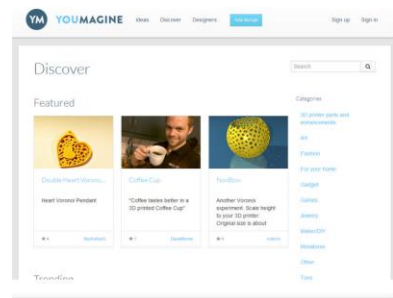 YM YOUMAGINE Ideas Discover Designers Sign up Sign in
Discover
Search
Featured
Categories
3D printer parts and
enhancements
Art
Fashion
For your home
Gadget
Games
Jewelry
Maker/DIY
Miniatures
Other
Toys
Double Heart Vorono...
Heart Voronoi Pendant
Coffee Cup
"Coffee tastes better in a
3D printed Coffee Cup"
Another Voronoi
experiment. Scale height
to your 3D printer.
Original size is about
Trending